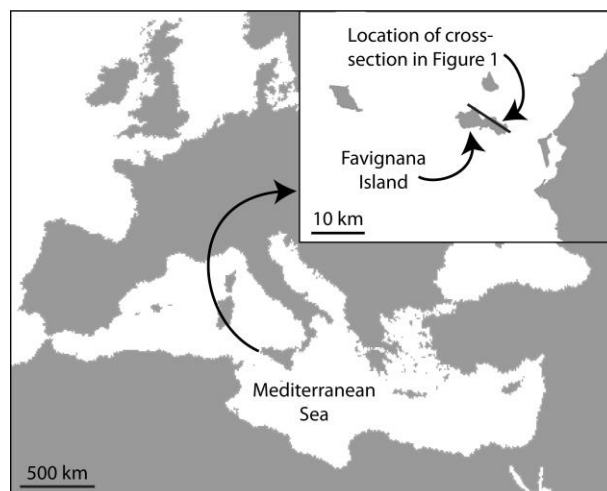 Location of cross-
section in Figure 1
Favignana
Island
10 km
Mediterranean
Sea
500 km